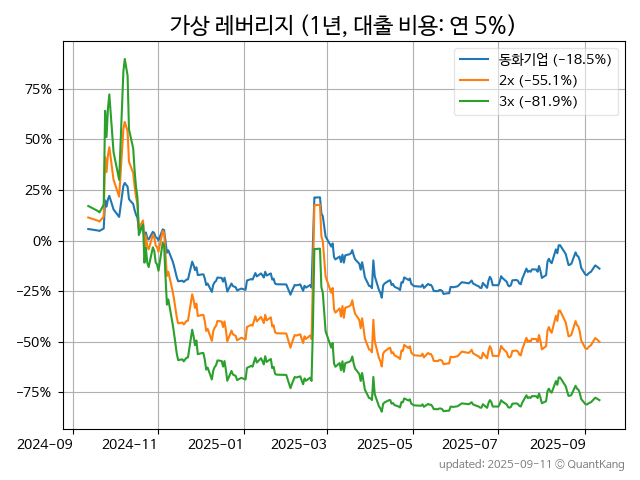 가상 레버리지 (1년, 대출 비용: 연 5%)
동화기업 (-18.5%)
2x (-55.1%)
3x (-81.9%)
75%
50%
25%
0%
-25%
-50%
-75%
2024-09 2024-11 2025-01 2025-03 2025-05 2025-07 2025-09
updated: 2025-09-11 © QuantKang